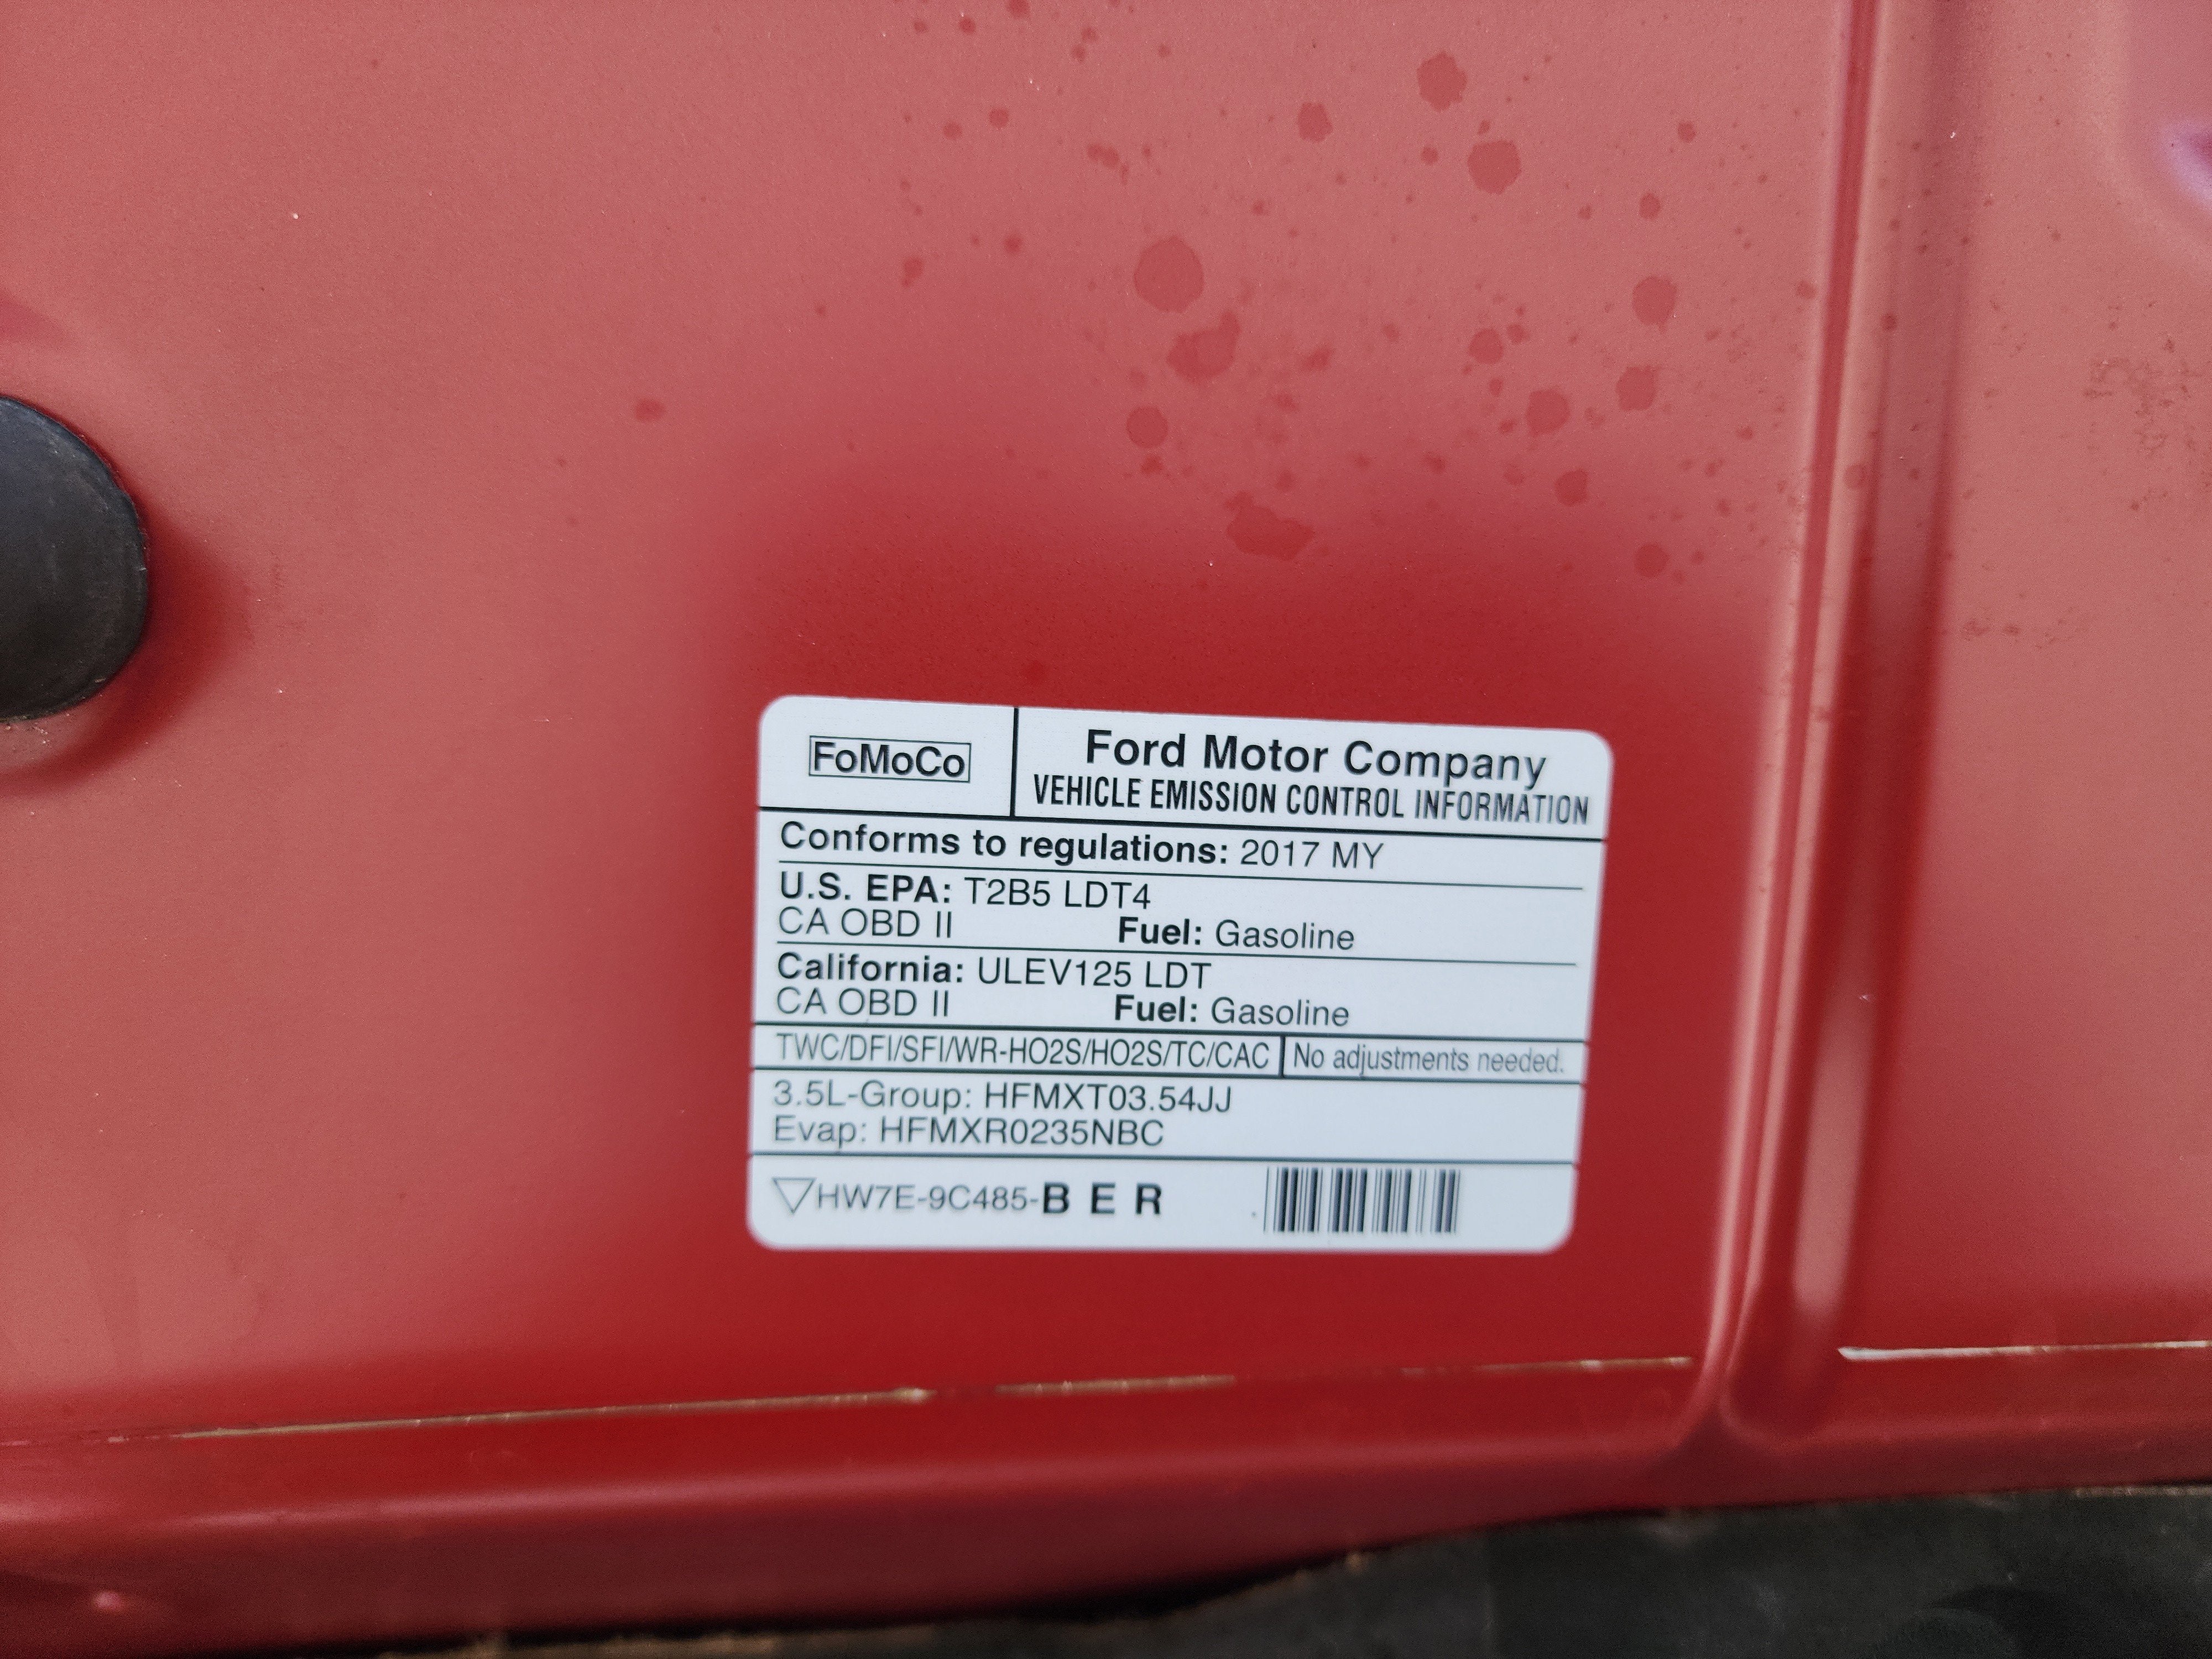 FoMoCo
Ford Motor Company
VEHICLE EMISSION CONTROL INFORMATION
Conforms to regulations: 2017 MY
U.S. EPA: T2B5 LDT4
CA OBD II Fuel: Gasoline
California: ULEV125 LDT
CA OBD II Fuel: Gasoline
TWC/DFI/SFI/WR-HO2S/HO2S/TC/CAC No adjustments needed.
3.5L-Group: HFMXT03.54JJ
Evap: HFMXR0235NBC
HW7E-9C485-B E R